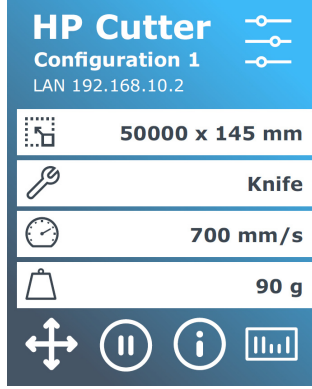 HP Cutter
Configuration 1
LAN 192.168.10.2
50000 x 145 mm
Knife
700 mm/s
90 g